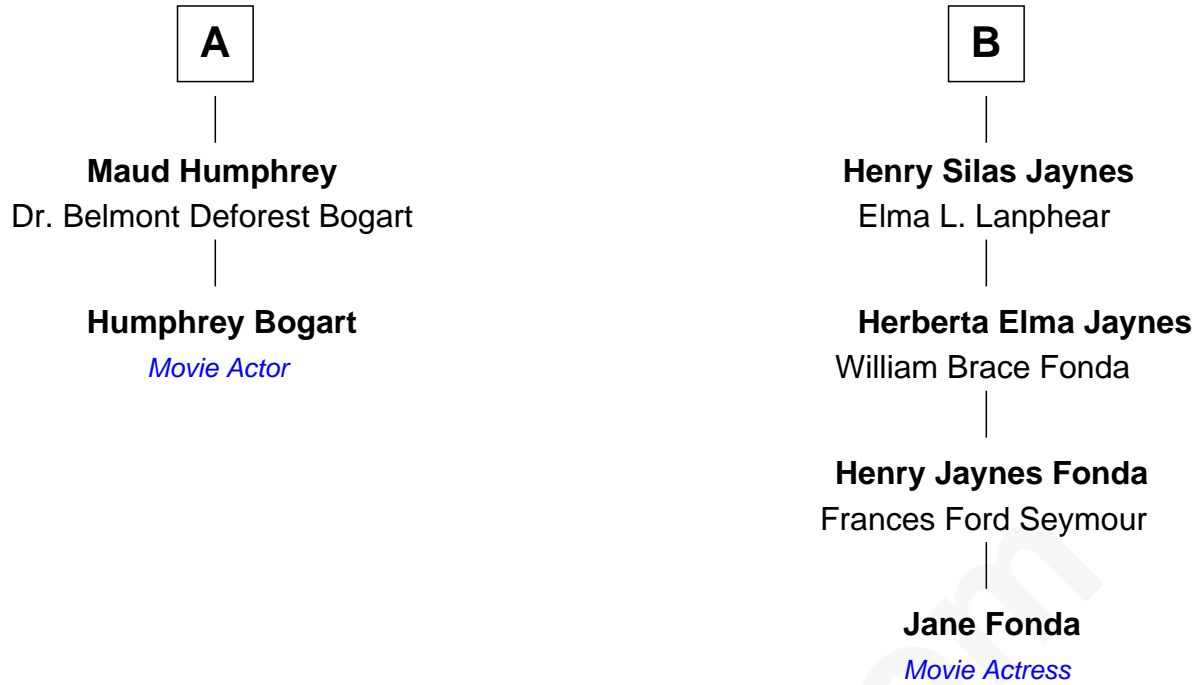 A
Maud Humphrey
Dr. Belmont Deforest Bogart
Humphrey Bogart
Movie Actor
B
Henry Silas Jaynes
Elma L. Lanphear
Herberta Elma Jaynes
William Brace Fonda
Henry Jaynes Fonda
Frances Ford Seymour
Jane Fonda
Movie Actress
om